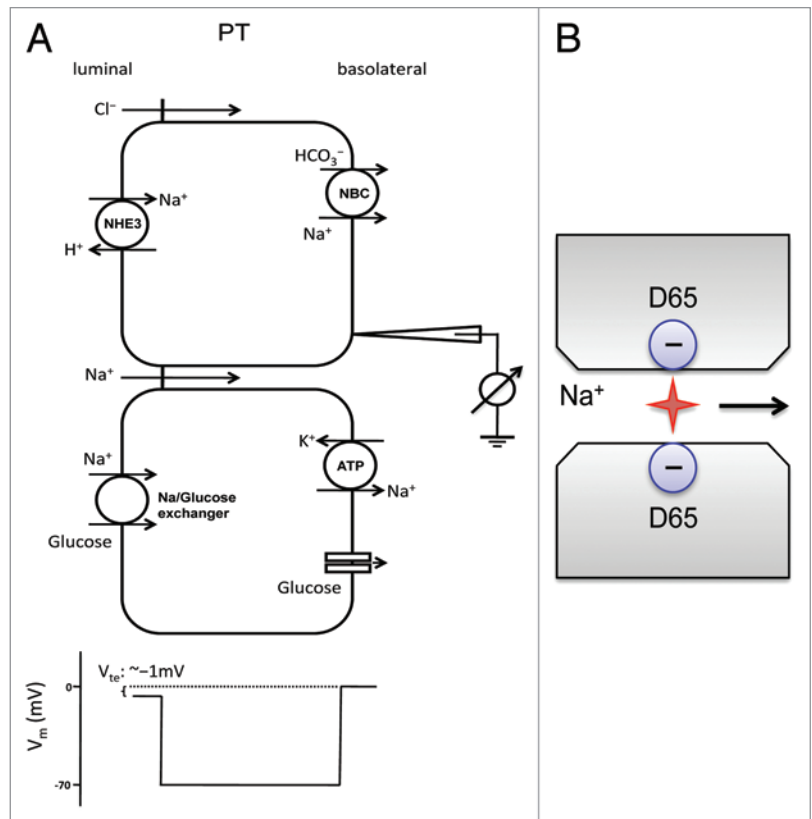 A
PT
luminal
basolateral
Cl⁻
HCO₃⁻
Na⁺
NBC
NHE3
Na⁺
H⁺
Na⁺
K⁺
Na⁺
ATP
Na/Glucose
exchanger
Na⁺
Glucose
Glucose
Vte: ~−1mV
0
Vm (mV)
-70
B
D65
−
Na⁺
−
D65